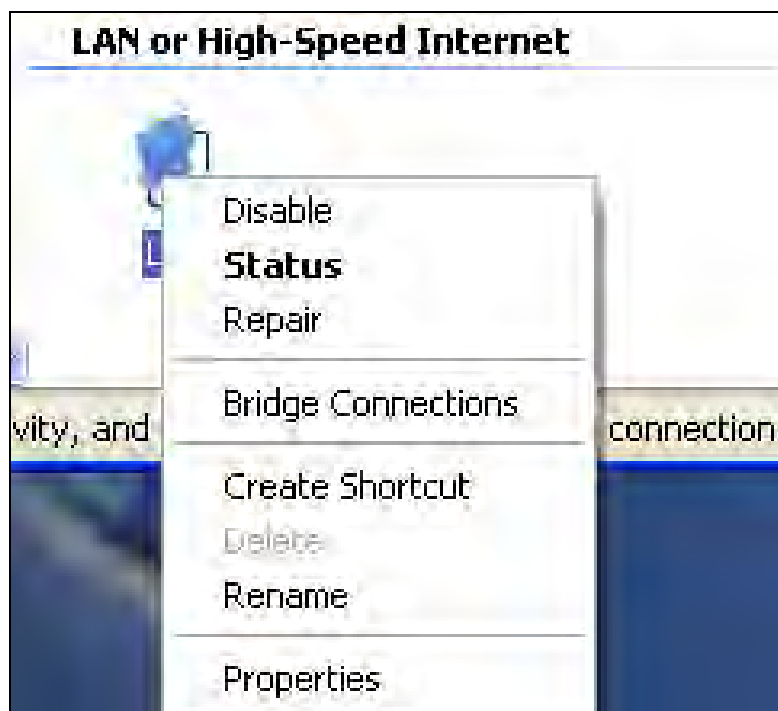 LAN or High-Speed Internet
Disable
Status
Repair
Bridge Connections
vity, and
connection
Create Shortcut
Delete
Rename
Properties